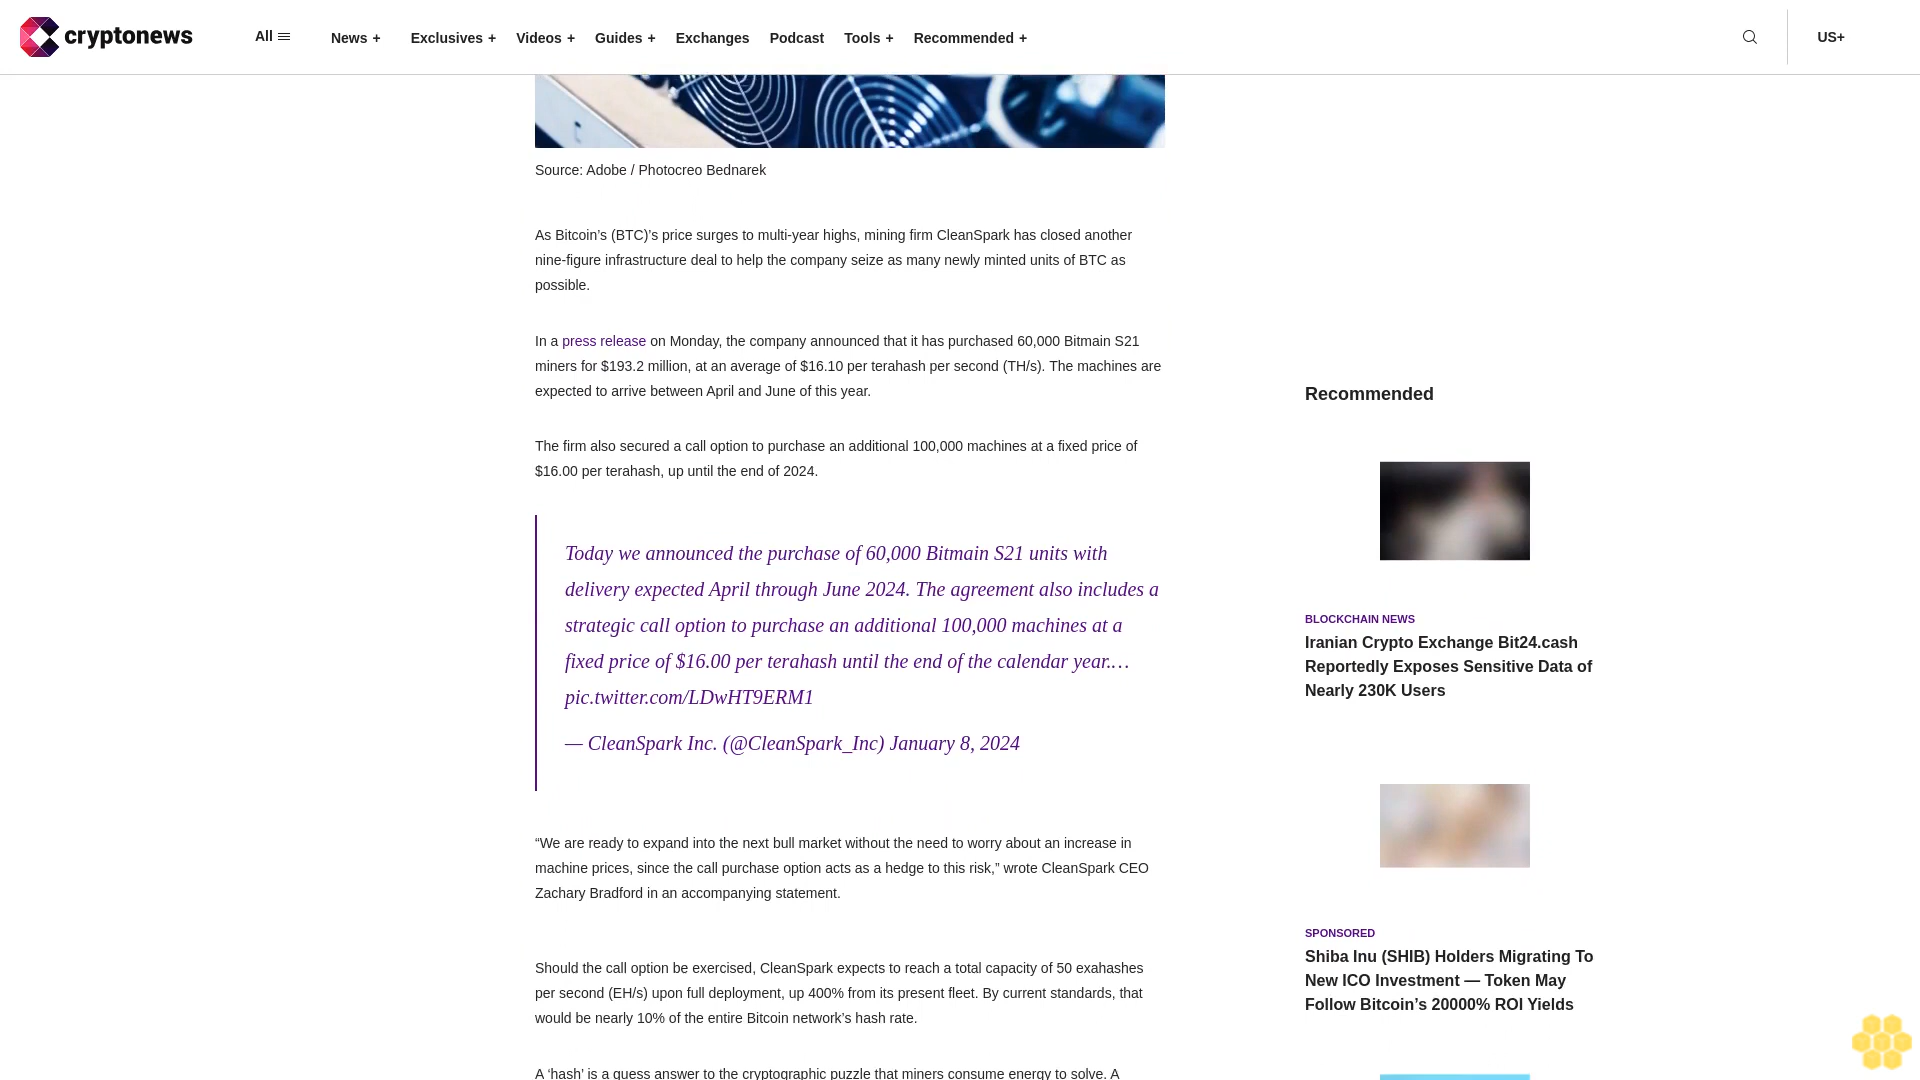 cryptonews
All
News +
Exclusives +
Videos +
Guides +
Exchanges
Podcast
Tools +
Recommended +
US+
Source: Adobe / Photocreo Bednarek
As Bitcoin’s (BTC)’s price surges to multi-year highs, mining firm CleanSpark has closed another
nine-figure infrastructure deal to help the company seize as many newly minted units of BTC as
possible.
In a press release on Monday, the company announced that it has purchased 60,000 Bitmain S21
miners for $193.2 million, at an average of $16.10 per terahash per second (TH/s). The machines are
expected to arrive between April and June of this year.
The firm also secured a call option to purchase an additional 100,000 machines at a fixed price of
$16.00 per terahash, up until the end of 2024.
Today we announced the purchase of 60,000 Bitmain S21 units with
delivery expected April through June 2024. The agreement also includes a
strategic call option to purchase an additional 100,000 machines at a
fixed price of $16.00 per terahash until the end of the calendar year.…
pic.twitter.com/LDwHT9ERM1
— CleanSpark Inc. (@CleanSpark_Inc) January 8, 2024
“We are ready to expand into the next bull market without the need to worry about an increase in
machine prices, since the call purchase option acts as a hedge to this risk,” wrote CleanSpark CEO
Zachary Bradford in an accompanying statement.
Should the call option be exercised, CleanSpark expects to reach a total capacity of 50 exahashes
per second (EH/s) upon full deployment, up 400% from its present fleet. By current standards, that
would be nearly 10% of the entire Bitcoin network’s hash rate.
A ‘hash’ is a guess answer to the cryptographic puzzle that miners consume energy to solve. A
Recommended
BLOCKCHAIN NEWS
Iranian Crypto Exchange Bit24.cash
Reportedly Exposes Sensitive Data of
Nearly 230K Users
SPONSORED
Shiba Inu (SHIB) Holders Migrating To
New ICO Investment — Token May
Follow Bitcoin’s 20000% ROI Yields